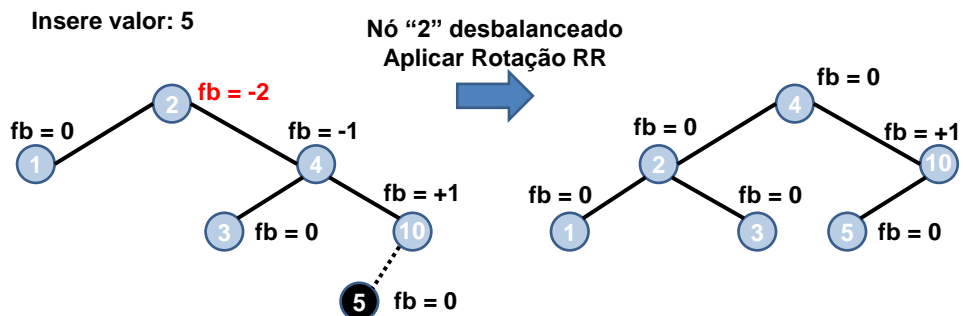 Insere valor: 5
Nó “2” desbalanceado
Aplicar Rotação RR
2
fb = -2
fb = 0
1
fb = -1
4
fb = +1
3
fb = 0
10
5
fb = 0
fb = 0
4
fb = 0
2
fb = +1
10
fb = 0
1
fb = 0
3
5
fb = 0